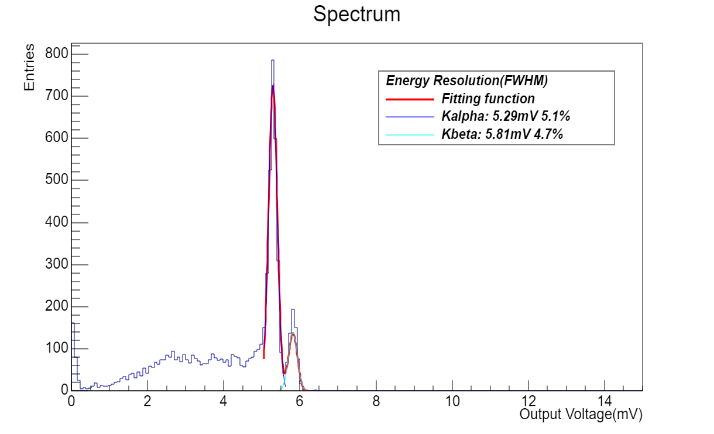 Spectrum
Entries
800
700
600
500
400
300
200
100
0
0 2 4 6 8 10 12 14
Output Voltage(mV)
Energy Resolution(FWHM)
Fitting function
Kalpha: 5.29mV 5.1%
Kbeta: 5.81mV 4.7%